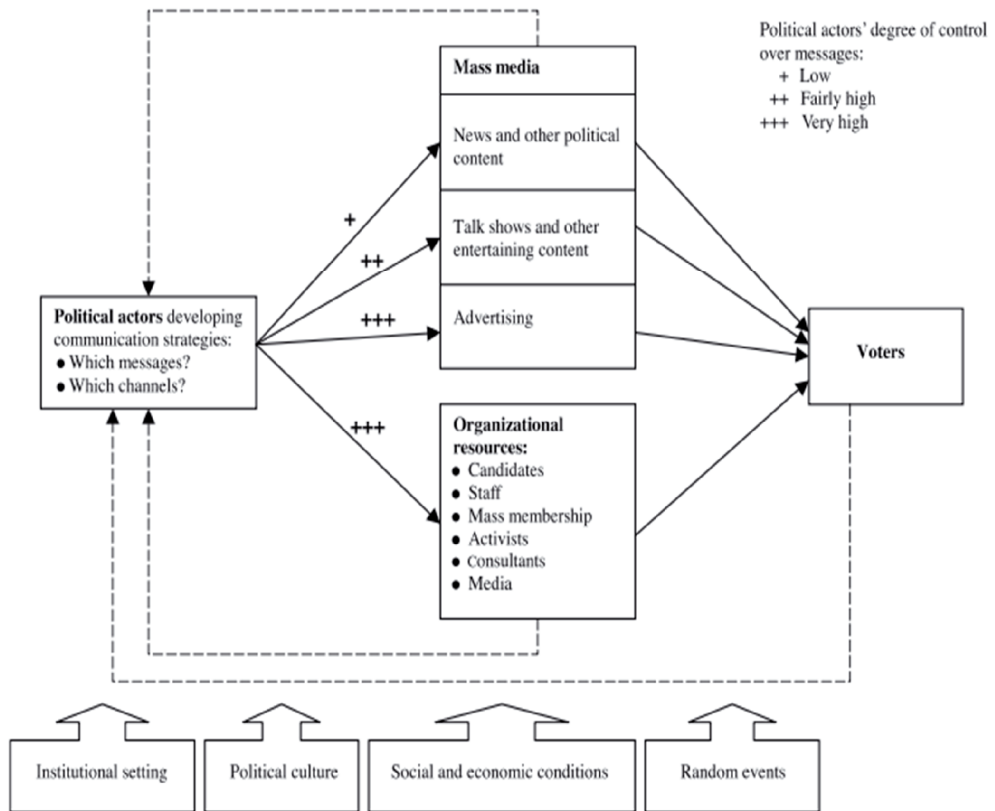 Political actors' degree of control
over messages:
+ Low
++ Fairly high
+++ Very high
Mass media
News and other political
content
Talk shows and other
entertaining content
Advertising
+
++
+++
+++
Political actors developing
communication strategies:
● Which messages?
● Which channels?
Voters
Organizational
resources:
● Candidates
● Staff
● Mass membership
● Activists
● Consultants
● Media
Institutional setting
Political culture
Social and economic conditions
Random events